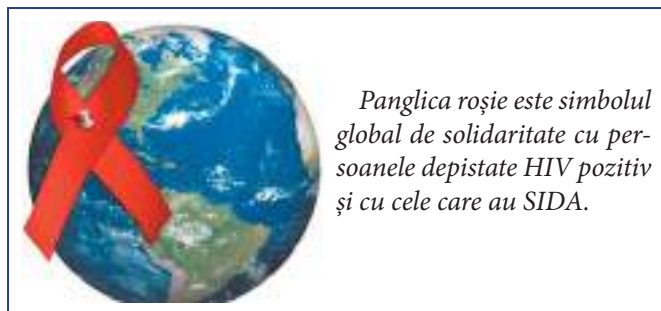 Panglica roșie este simbolul
global de solidaritate cu per-
soanele depistate HIV pozitiv
și cu cele care au SIDA.